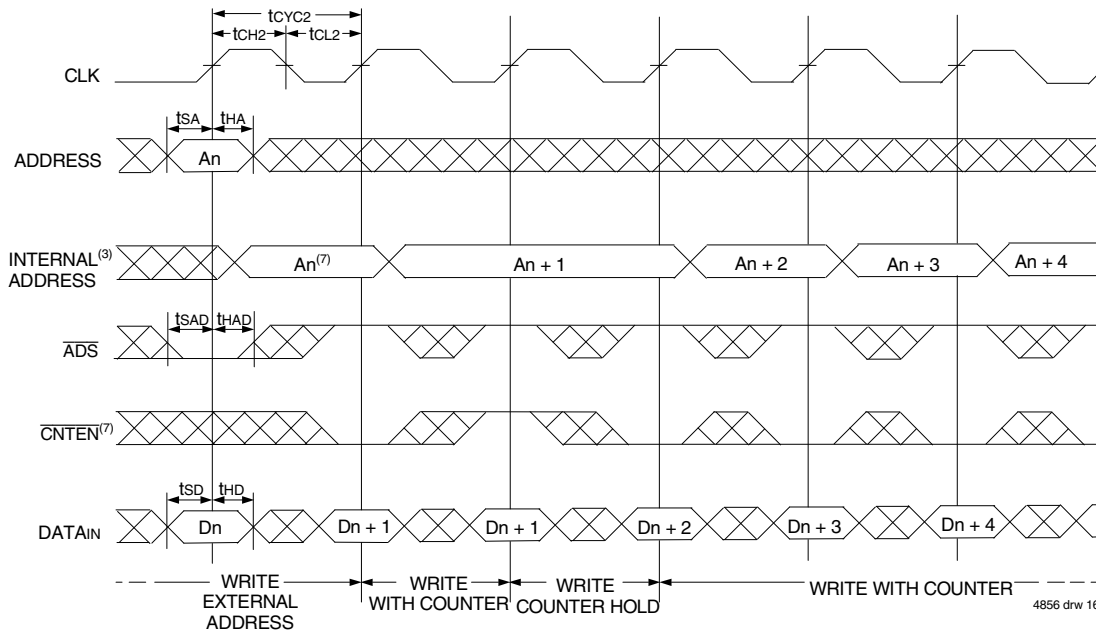 tCYC2
tCH2 tCL2
CLK
tSA tHA
ADDRESS An
INTERNAL(3)
ADDRESS An(7) An + 1 An + 2 An + 3 An + 4
tSAD tHAD
ADS
CNTEN(7)
tSD tHD
DATAIN Dn Dn + 1 Dn + 1 Dn + 2 Dn + 3 Dn + 4
WRITE
EXTERNAL
ADDRESS
WRITE
WITH COUNTER
WRITE
COUNTER HOLD
WRITE WITH COUNTER
4856 drw 16